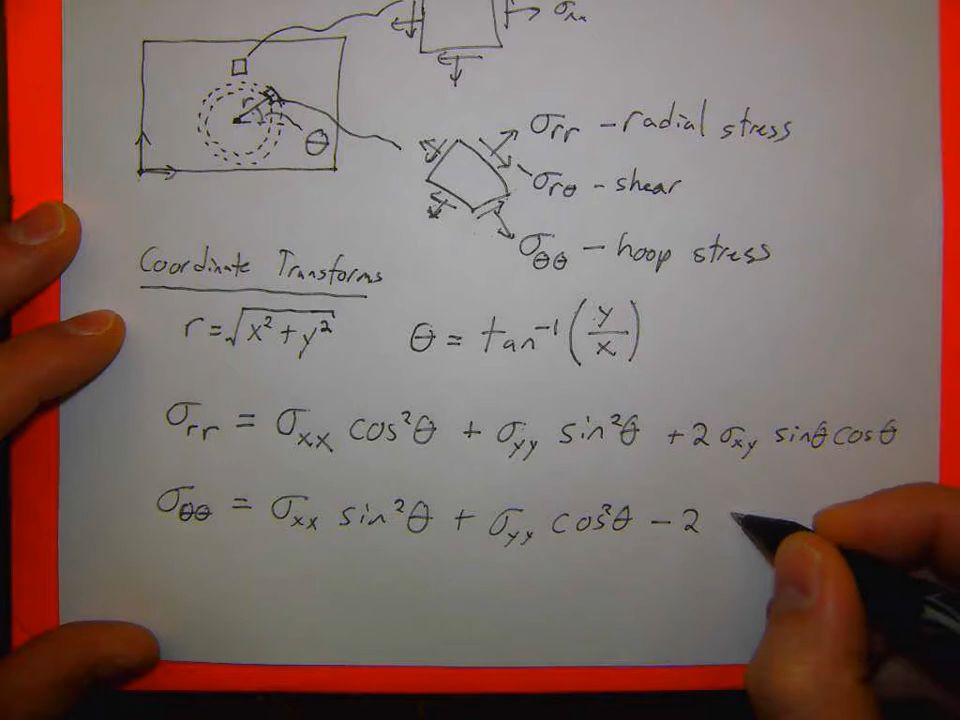 σxx
r
θ
σrr - radial stress
σrθ - shear
σθθ - hoop stress
Coordinate Transforms
r = √(x² + y²) θ = tan⁻¹(y/x)
σrr = σxx cos²θ + σyy sin²θ + 2 σxy sinθ cosθ
σθθ = σxx sin²θ + σyy cos²θ - 2